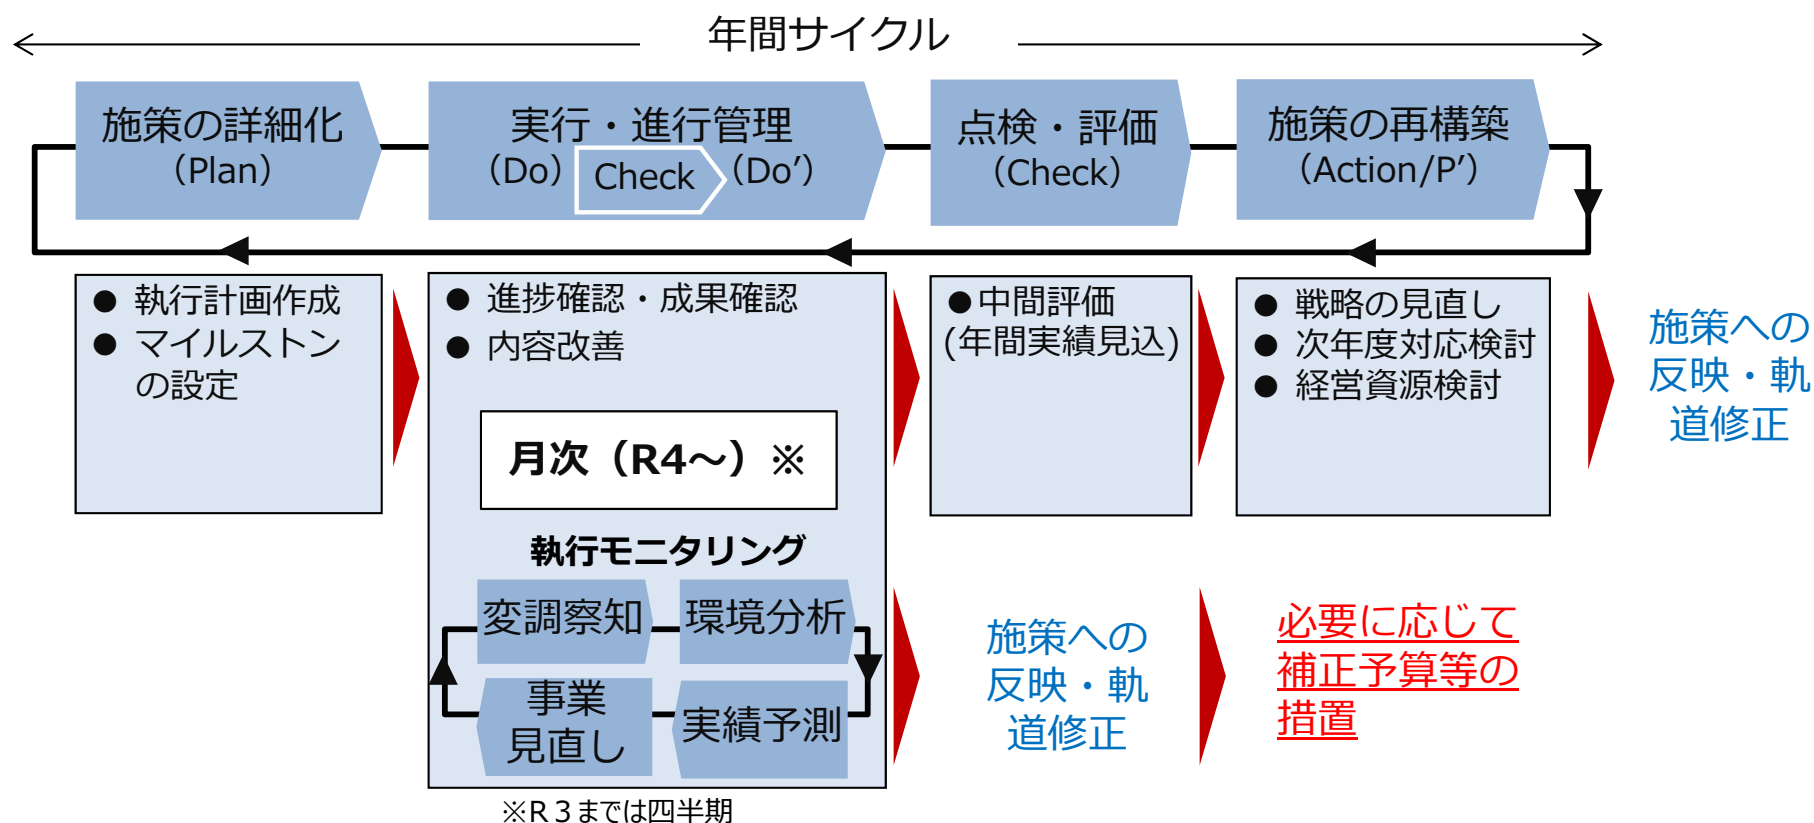 年間サイクル
施策の詳細化
（Plan）
実行・進行管理
（Do）
Check
（Do’）
点検・評価
（Check）
施策の再構築
（Action/P’）
● 執行計画作成
● マイルストン
の設定
● 進捗確認・成果確認
● 内容改善
月次（R4～）※
執行モニタリング
変調察知
環境分析
事業
見直し
実績予測
※R３までは四半期
●中間評価
(年間実績見込)
● 戦略の見直し
● 次年度対応検討
● 経営資源検討
施策への
反映・軌
道修正
施策への
反映・軌
道修正
必要に応じて
補正予算等の
措置